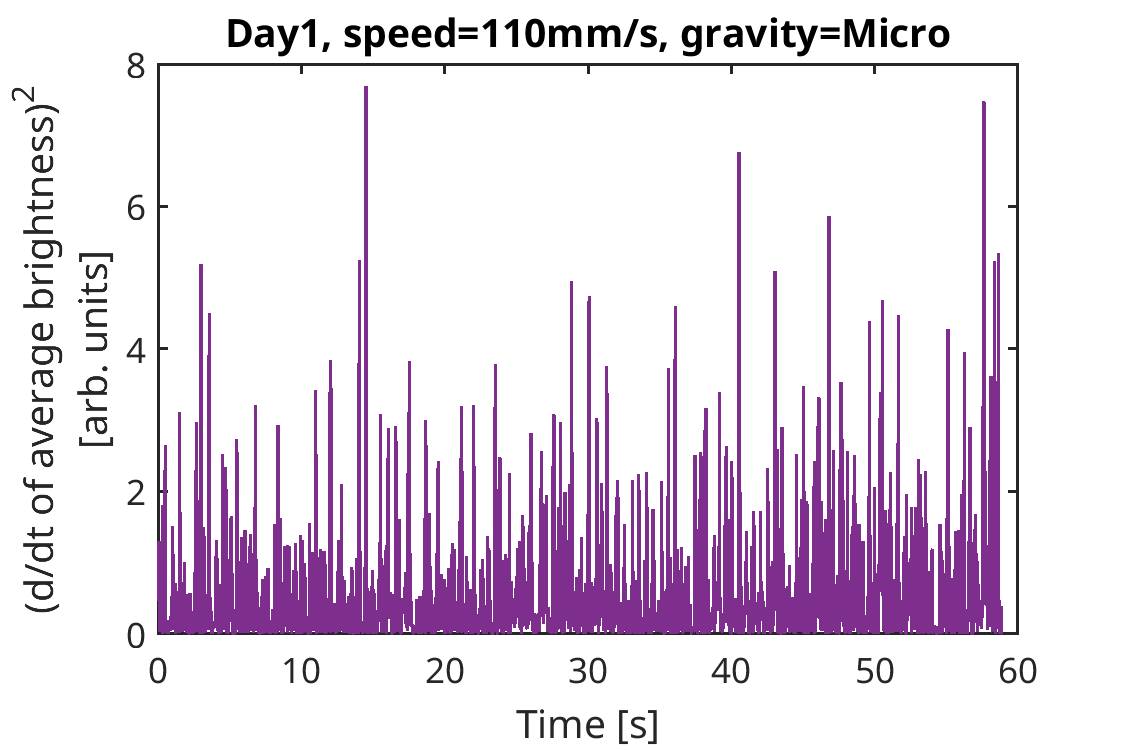 Day1, speed=110mm/s, gravity=Micro
(d/dt of average brightness)²
[arb. units]
8
6
4
2
0
0 10 20 30 40 50 60
Time [s]